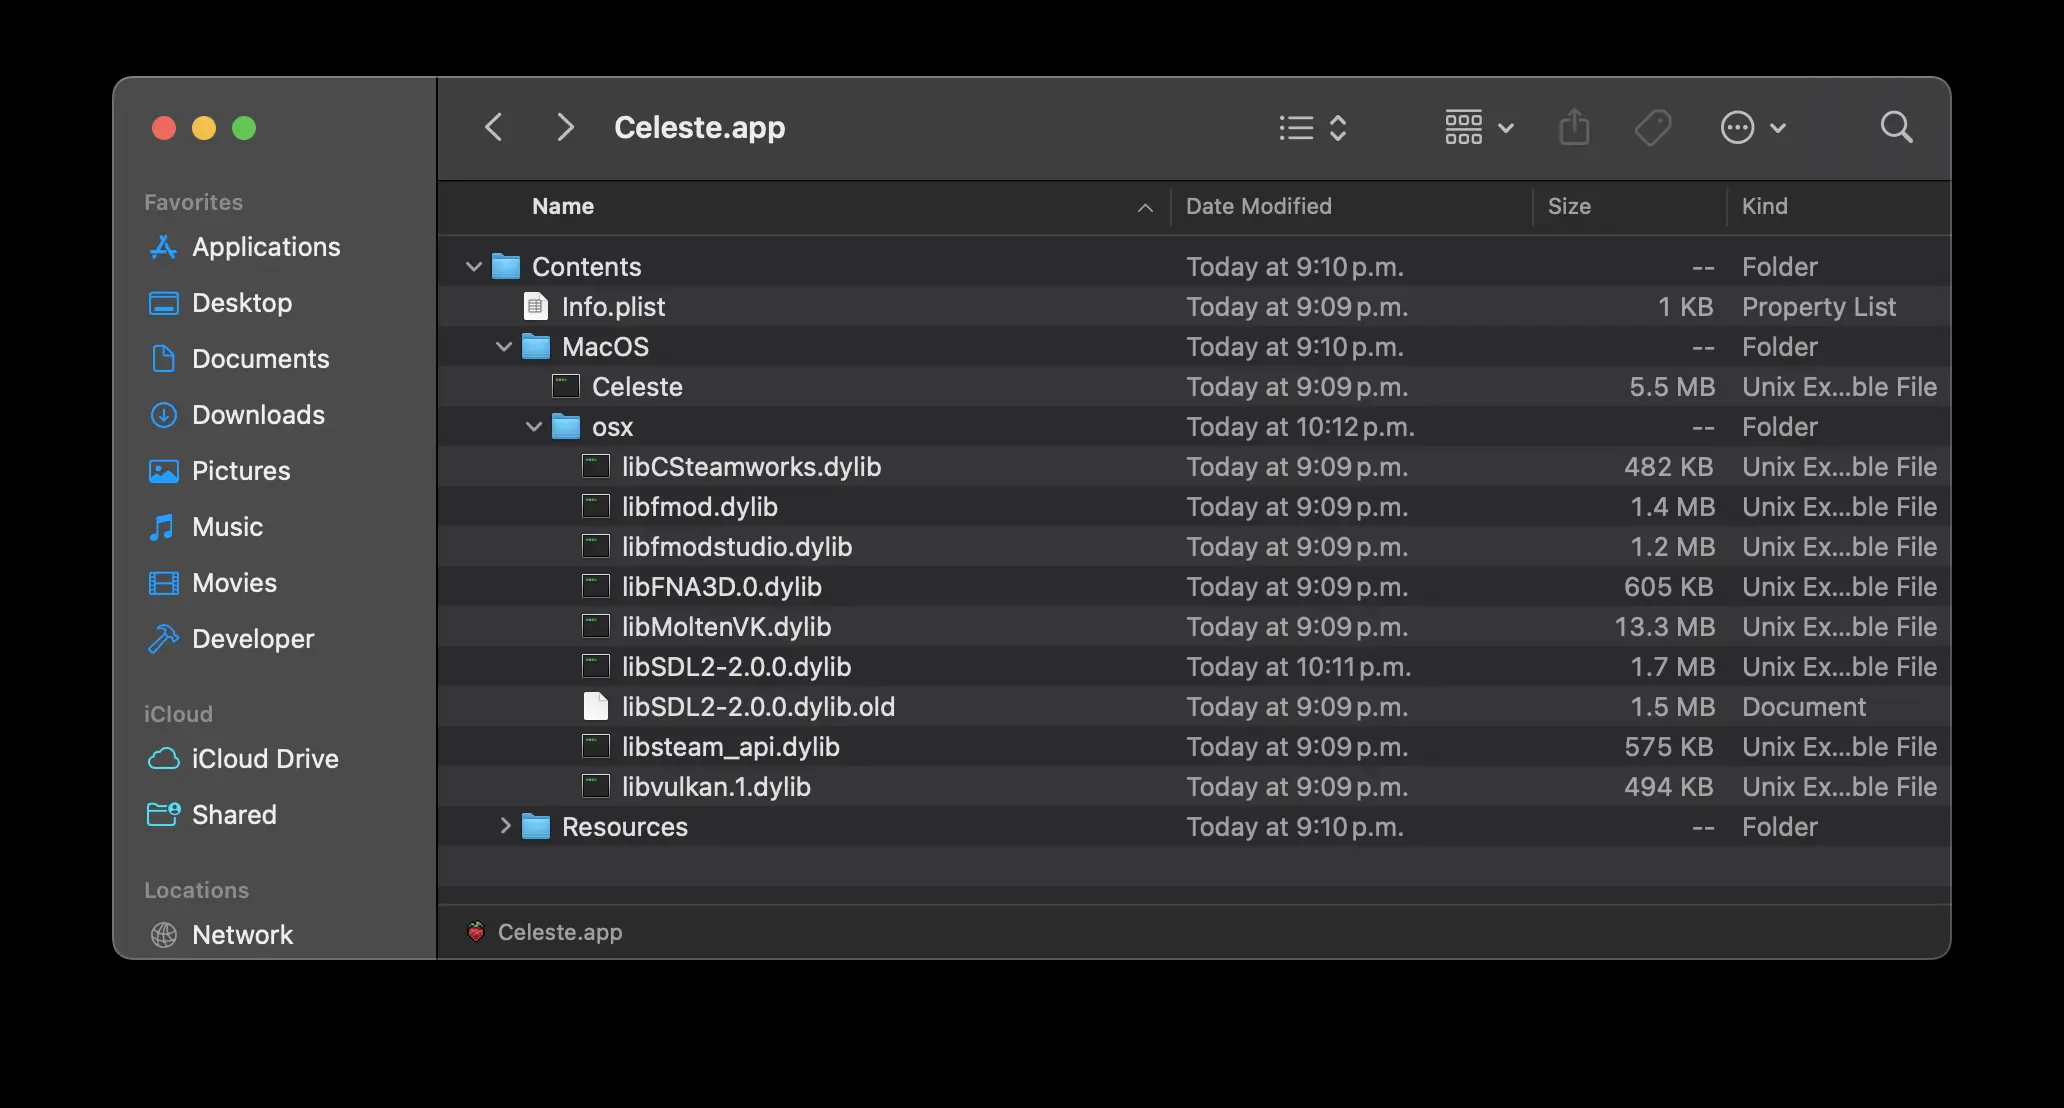 Celeste.app
Favorites
Applications
Desktop
Documents
Downloads
Pictures
Music
Movies
Developer
iCloud
iCloud Drive
Shared
Locations
Network
Name Date Modified Size Kind
Contents Today at 9:10 p.m. -- Folder
Info.plist Today at 9:09 p.m. 1 KB Property List
MacOS Today at 9:10 p.m. -- Folder
Celeste Today at 9:09 p.m. 5.5 MB Unix Ex...ble File
osx Today at 10:12 p.m. -- Folder
libCSteamworks.dylib Today at 9:09 p.m. 482 KB Unix Ex...ble File
libfmod.dylib Today at 9:09 p.m. 1.4 MB Unix Ex...ble File
libfmodstudio.dylib Today at 9:09 p.m. 1.2 MB Unix Ex...ble File
libFNA3D.0.dylib Today at 9:09 p.m. 605 KB Unix Ex...ble File
libMoltenVK.dylib Today at 9:09 p.m. 13.3 MB Unix Ex...ble File
libSDL2-2.0.0.dylib Today at 10:11 p.m. 1.7 MB Unix Ex...ble File
libSDL2-2.0.0.dylib.old Today at 9:09 p.m. 1.5 MB Document
libsteam_api.dylib Today at 9:09 p.m. 575 KB Unix Ex...ble File
libvulkan.1.dylib Today at 9:09 p.m. 494 KB Unix Ex...ble File
Resources Today at 9:10 p.m. -- Folder
Celeste.app